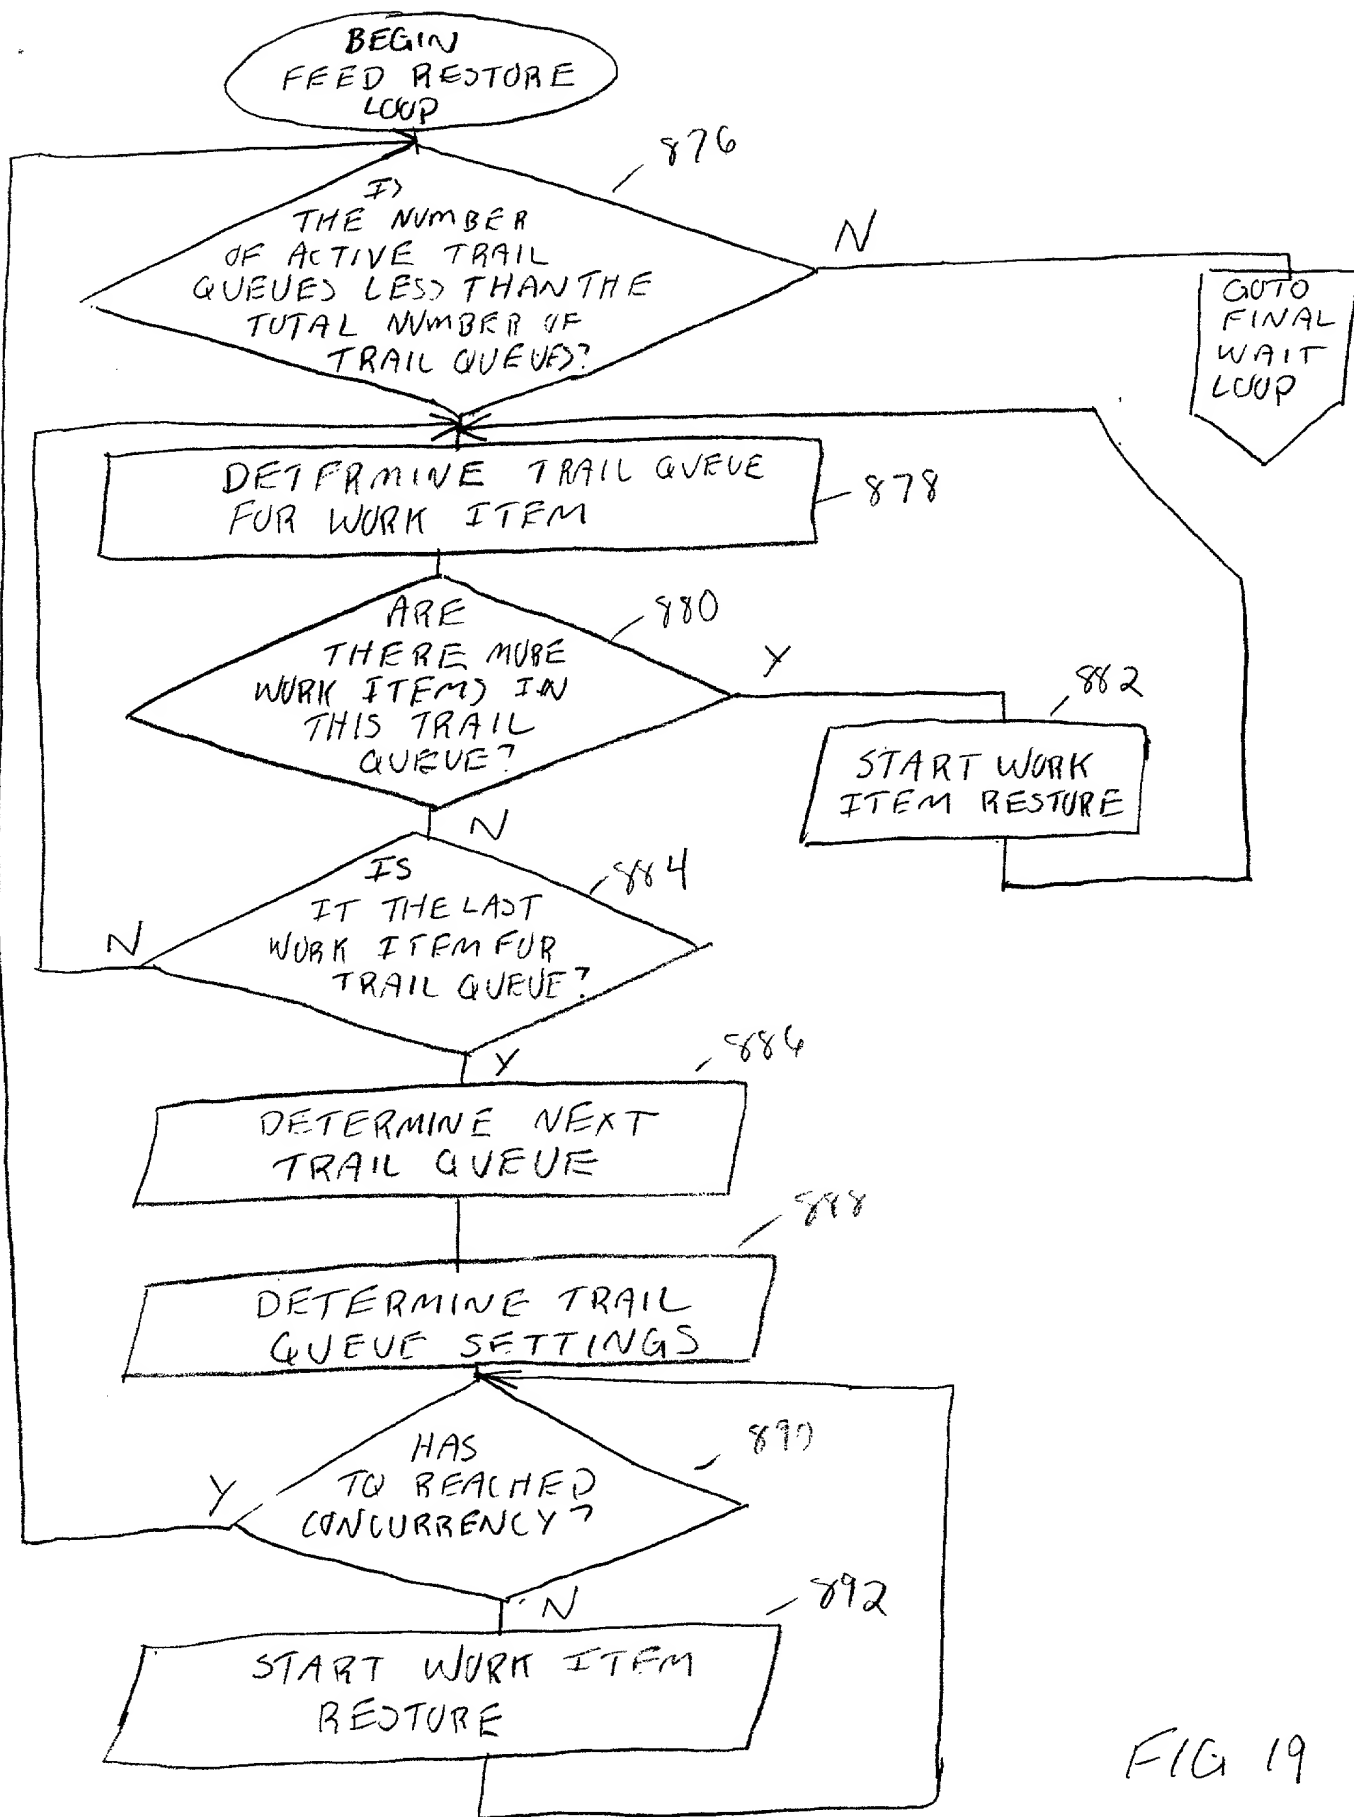 BEGIN
FEED RESTORE
LOOP
876
IS
THE NUMBER
OF ACTIVE TRAIL
QUEUES LESS THAN THE
TOTAL NUMBER OF
TRAIL QUEUES?
N
GOTO
FINAL
WAIT
LOOP
DETERMINE TRAIL QUEUE
FOR WORK ITEM
878
ARE
THERE MORE
WORK ITEMS IN
THIS TRAIL
QUEUE?
880
Y
882
START WORK
ITEM RESTORE
N
IS
IT THE LAST
WORK ITEM FOR
TRAIL QUEUE?
884
N
Y
886
DETERMINE NEXT
TRAIL QUEUE
888
DETERMINE TRAIL
QUEUE SETTINGS
HAS
TQ REACHED
CONCURRENCY?
890
Y
N
892
START WORK ITEM
RESTORE
FIG 19